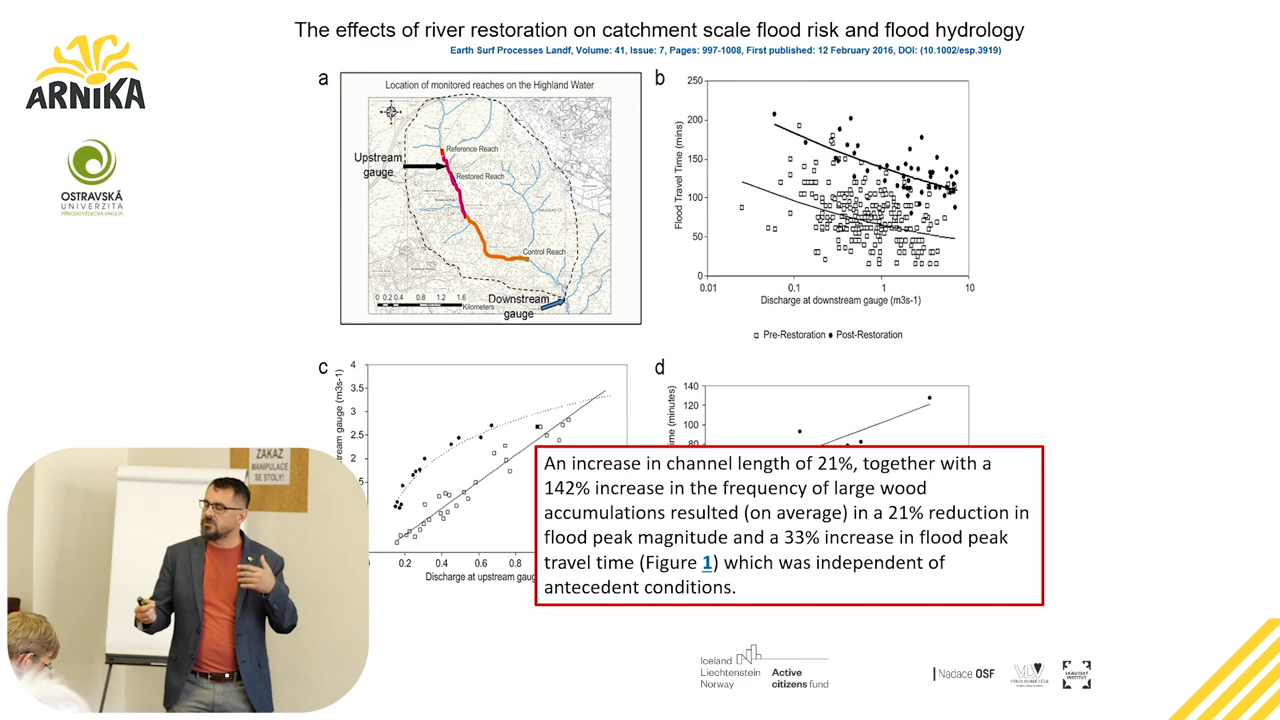 The effects of river restoration on catchment scale flood risk and flood hydrology
Earth Surf Processes Landf, Volume: 41, Issue: 7, Pages: 997-1008, First published: 12 February 2016, DOI: (10.1002/esp.3919)
ARNIKA
OSTRAVSKÁ
UNIVERZITA
PŘÍRODOVĚDECKÁ FAKULTA
a
Location of monitored reaches on the Highland Water
Reference Reach
Upstream
gauge
Restored Reach
Control Reach
Downstream
gauge
0 0.2 0.4 0.8 1.2 1.6
Kilometers
b
Flood Travel Time (mins)
250
200
150
100
50
0
0.01 0.1 1 10
Discharge at downstream gauge (m3s-1)
Pre-Restoration Post-Restoration
c
stream gauge (m3s-1)
4
3.5
3
2.5
2
5
0.2 0.4 0.6 0.8
Discharge at upstream gaug
d
time (minutes)
140
120
100
80
An increase in channel length of 21%, together with a
142% increase in the frequency of large wood
accumulations resulted (on average) in a 21% reduction in
flood peak magnitude and a 33% increase in flood peak
travel time (Figure 1) which was independent of
antecedent conditions.
ZÁKAZ
MANIPULACE
SE STOLY!
Iceland
Liechtenstein Active
Norway citizens fund
Nadace OSF
VDV
SKAUTSKÝ
INSTITUT